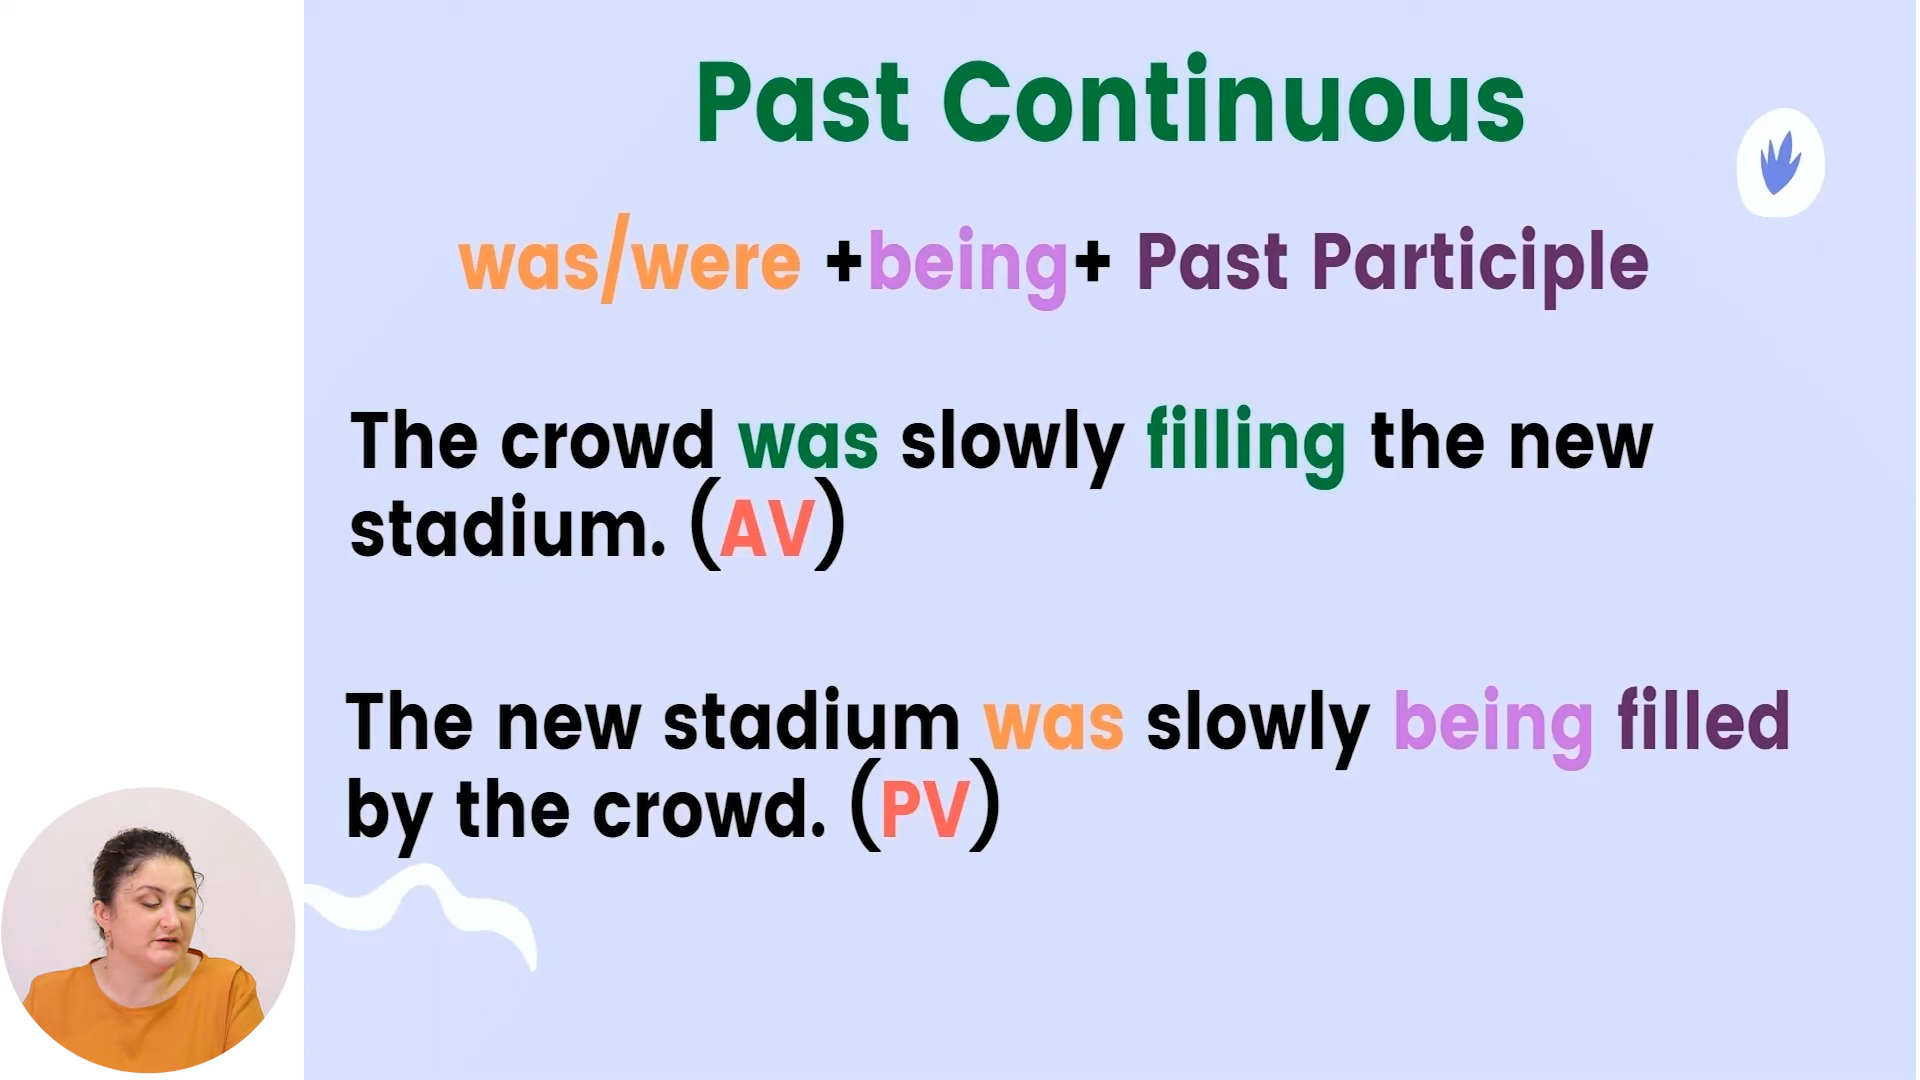 Past Continuous
was/were +being+ Past Participle
The crowd was slowly filling the new
stadium. (AV)
The new stadium was slowly being filled
by the crowd. (PV)